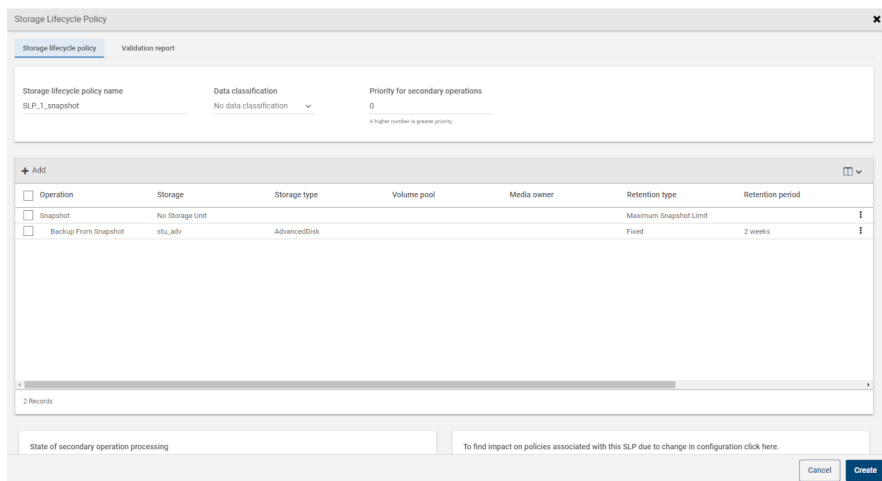 Storage Lifecycle Policy
Storage lifecycle policy Validation report
Storage lifecycle policy name Data classification Priority for secondary operations
SLP_1_snapshot No data classification 0
A higher number is greater priority.
+ Add
Operation Storage Storage type Volume pool Media owner Retention type Retention period
Snapshot No Storage Unit Maximum Snapshot Limit
Backup From Snapshot stu_adv AdvancedDisk Fixed 2 weeks
2 Records
State of secondary operation processing To find impact on policies associated with this SLP due to change in configuration click here.
Cancel Create